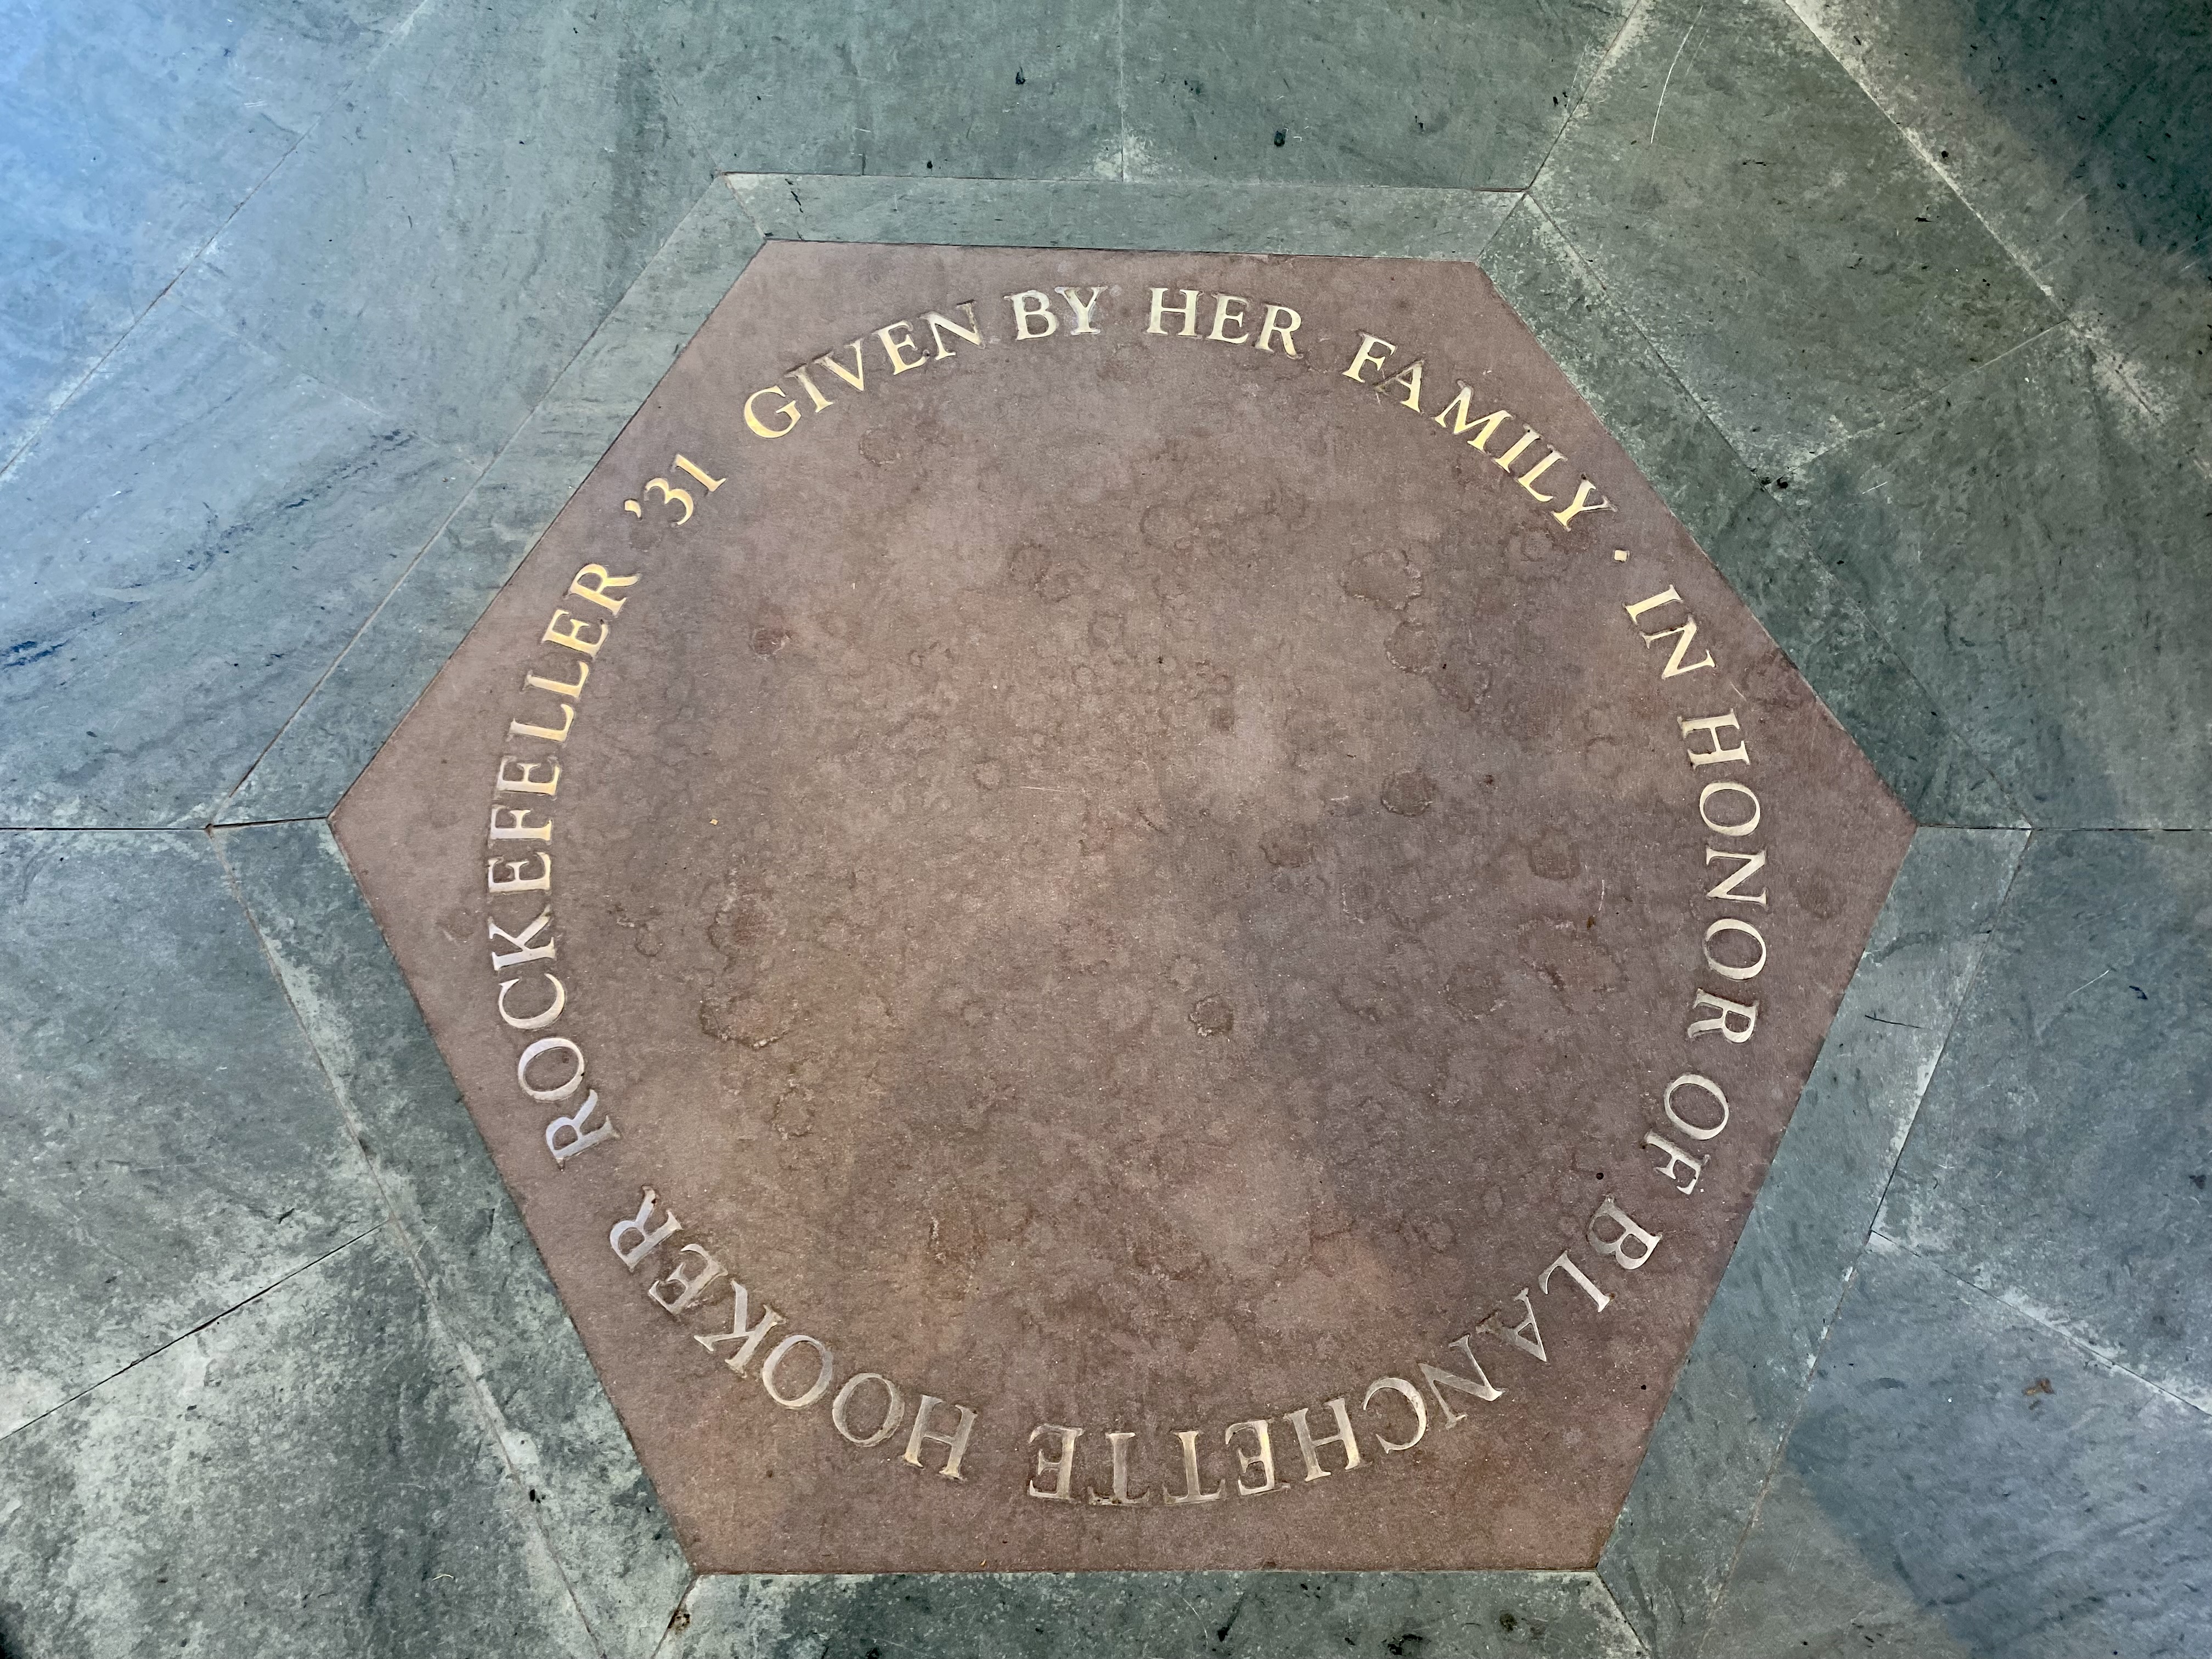 IN HONOR OF BLANCHETTE HOOKER ROCKEFELLER '31 GIVEN BY HER FAMILY ·